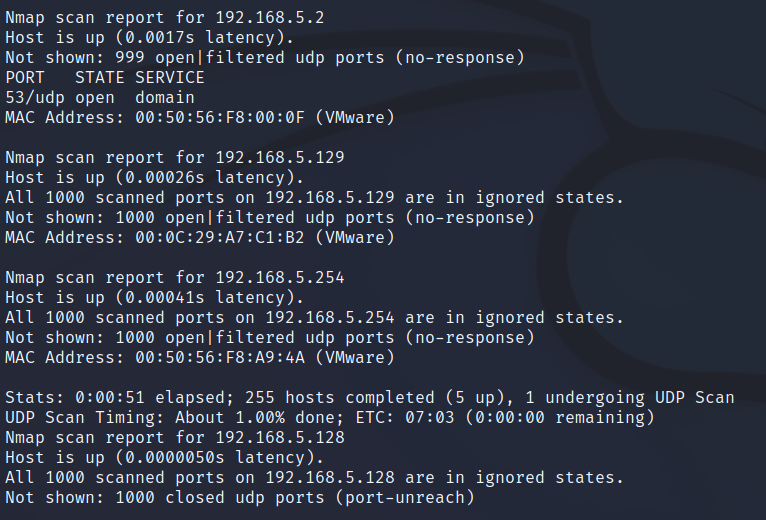 Nmap scan report for 192.168.5.2
Host is up (0.0017s latency).
Not shown: 999 open|filtered udp ports (no-response)
PORT   STATE SERVICE
53/udp open  domain
MAC Address: 00:50:56:F8:00:0F (VMware)

Nmap scan report for 192.168.5.129
Host is up (0.00026s latency).
All 1000 scanned ports on 192.168.5.129 are in ignored states.
Not shown: 1000 open|filtered udp ports (no-response)
MAC Address: 00:0C:29:A7:C1:B2 (VMware)

Nmap scan report for 192.168.5.254
Host is up (0.00041s latency).
All 1000 scanned ports on 192.168.5.254 are in ignored states.
Not shown: 1000 open|filtered udp ports (no-response)
MAC Address: 00:50:56:F8:A9:4A (VMware)

Stats: 0:00:51 elapsed; 255 hosts completed (5 up), 1 undergoing UDP Scan
UDP Scan Timing: About 1.00% done; ETC: 07:03 (0:00:00 remaining)
Nmap scan report for 192.168.5.128
Host is up (0.0000050s latency).
All 1000 scanned ports on 192.168.5.128 are in ignored states.
Not shown: 1000 closed udp ports (port-unreach)